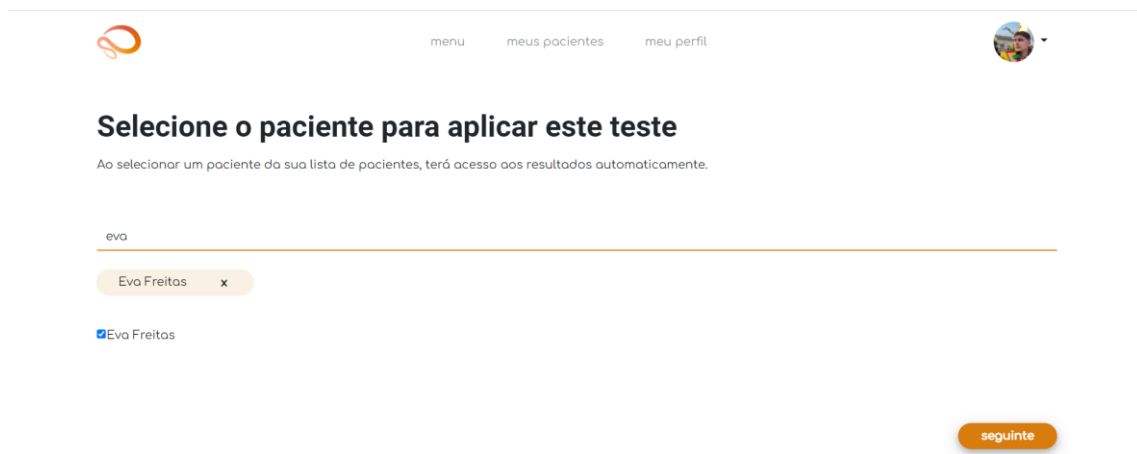 menu meus pacientes meu perfil
Selecione o paciente para aplicar este teste
Ao selecionar um paciente da sua lista de pacientes, terá acesso aos resultados automaticamente.
eva
Eva Freitas x
Eva Freitas
seguinte